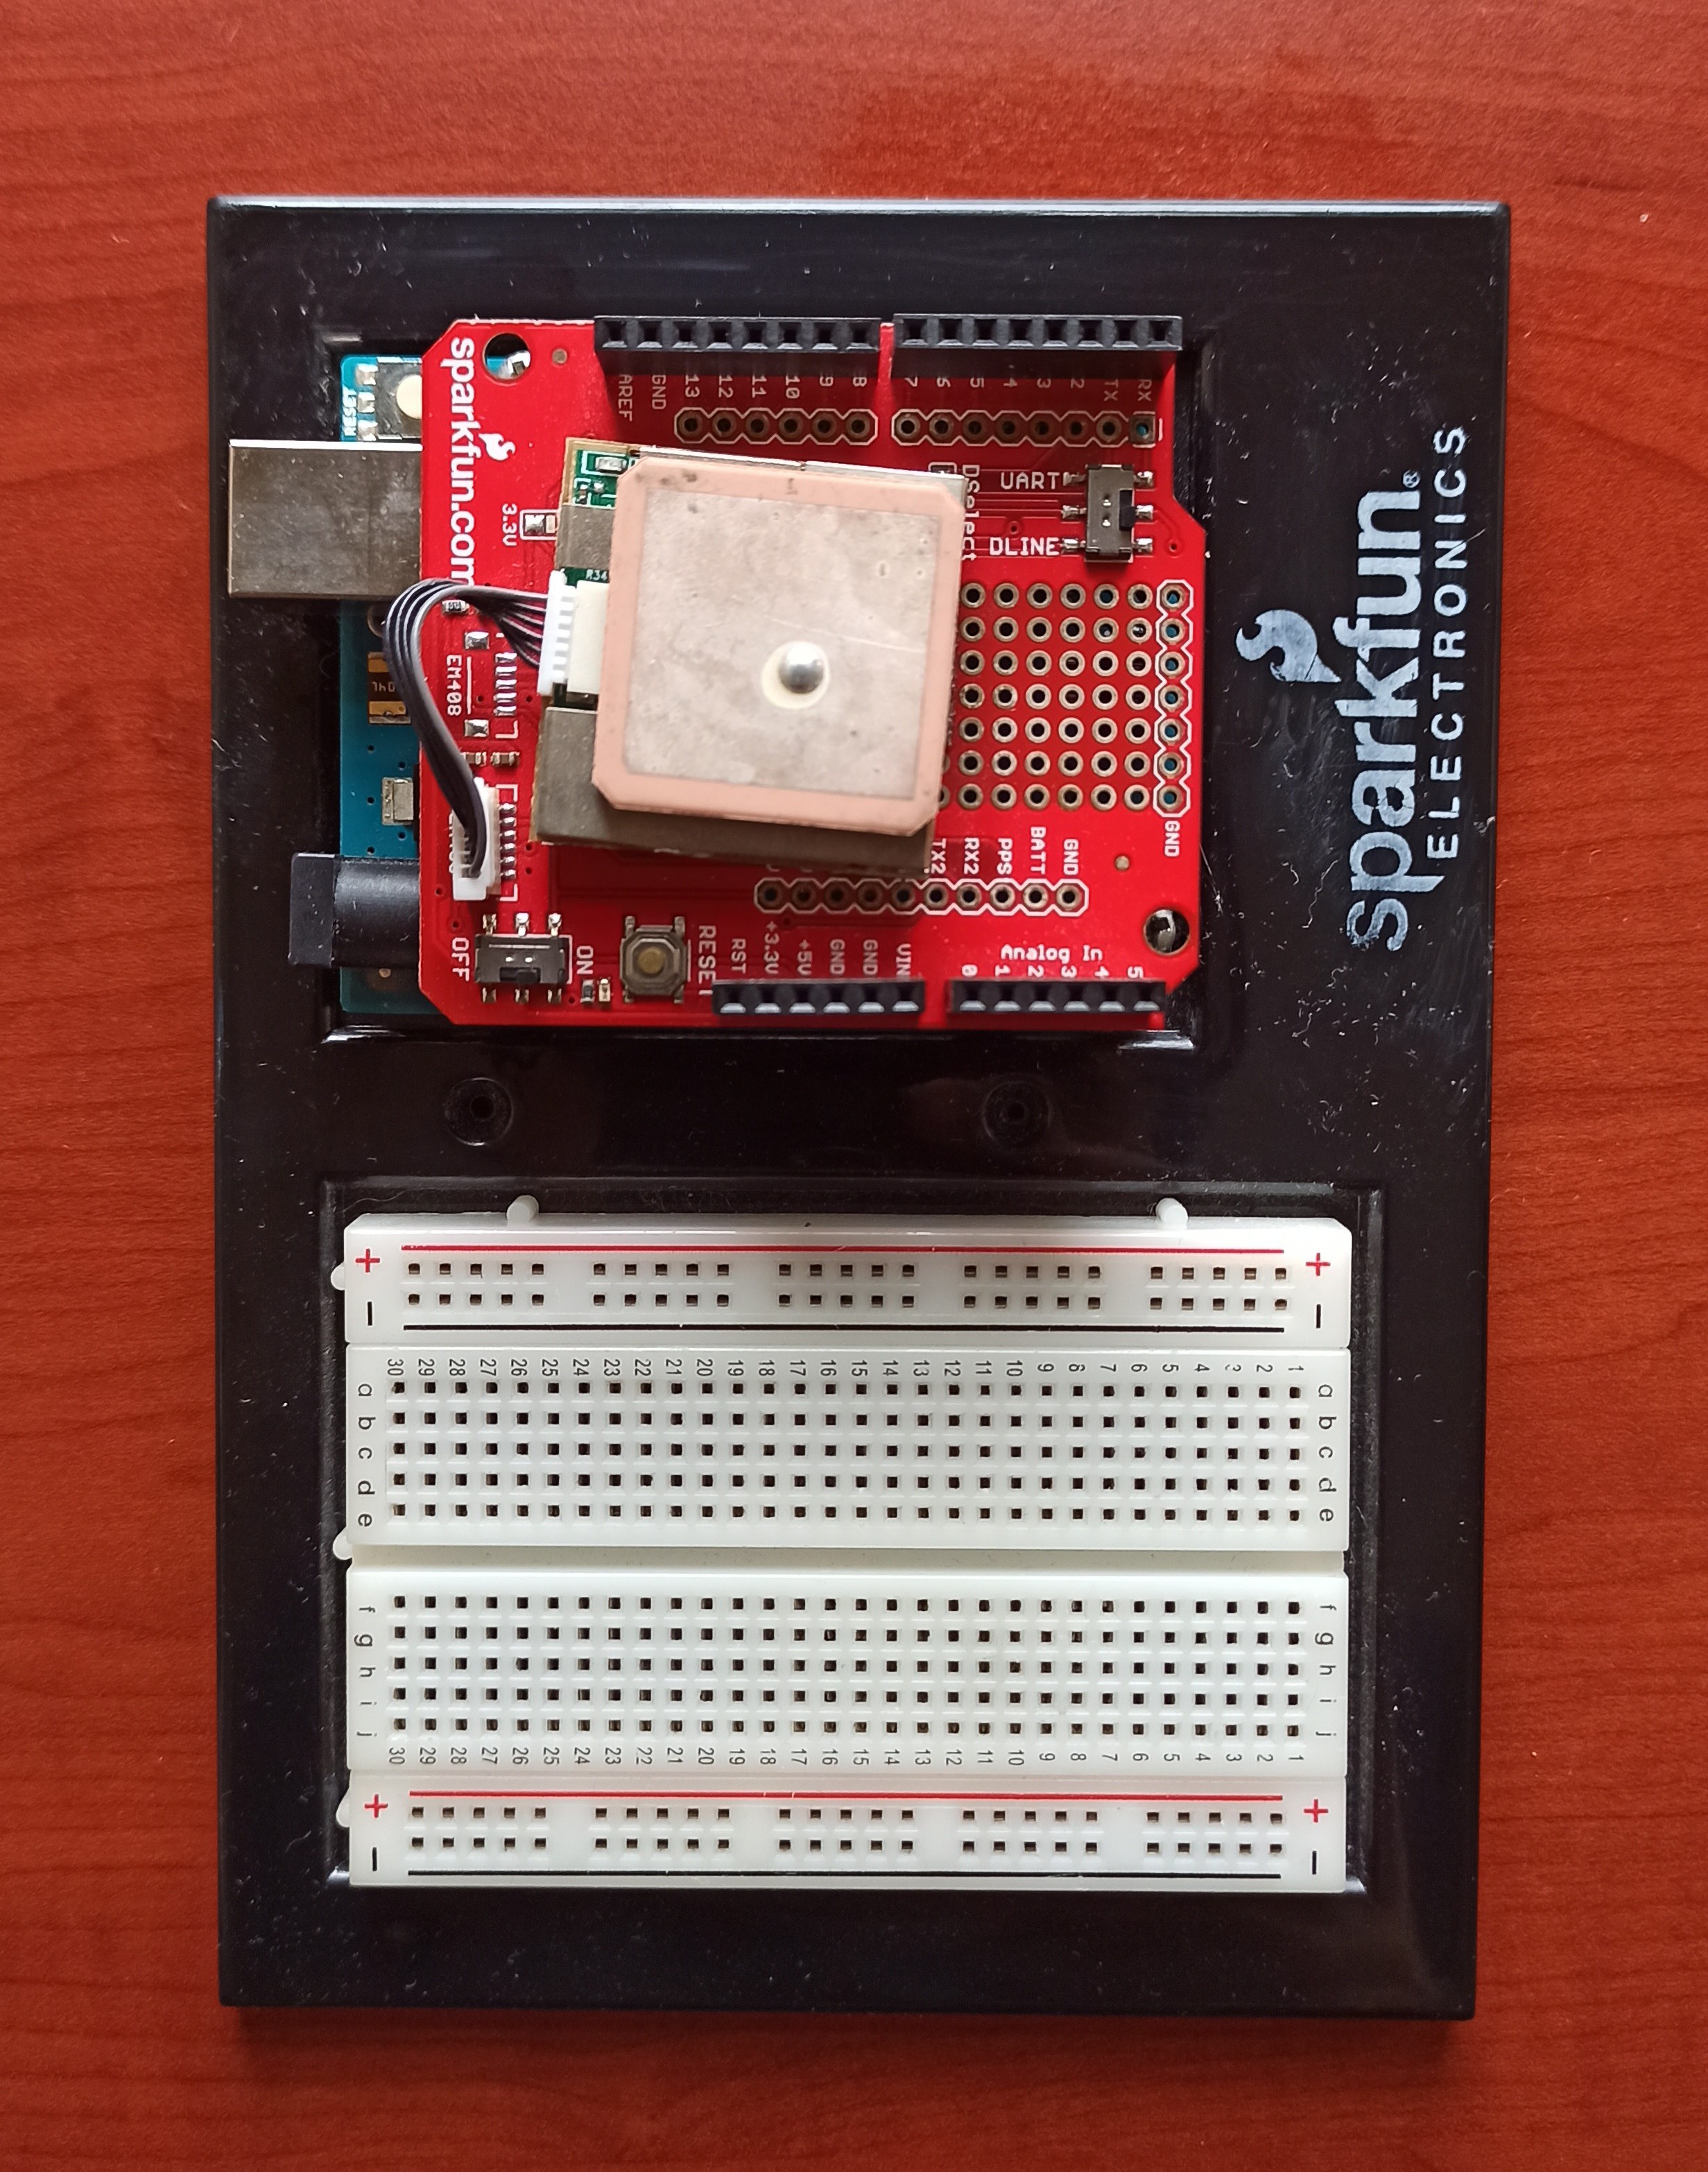 sparkfun®
ELECTRONICS
sparkfun.com
AREF
GND
13
12
11
10
9
8
7
6
5
4
3
2
TX
RX
3.3V
DSelect
UART
DLINE
EM408
GND
TX2
RX2
PPS
BATT
GND
OFF
ON
RESET
RST
+3.3V
+5V
GND
GND
VIN
Analog In
0 1 2 3 4 5
+ +
- -
30 29 28 27 26 25 24 23 22 21 20 19 18 17 16 15 14 13 12 11 10 9 8 7 6 5 4 3 2 1
a a
b b
c c
d d
e e
f f
g g
h h
i i
j j
30 29 28 27 26 25 24 23 22 21 20 19 18 17 16 15 14 13 12 11 10 9 8 7 6 5 4 3 2 1
+ +
- -